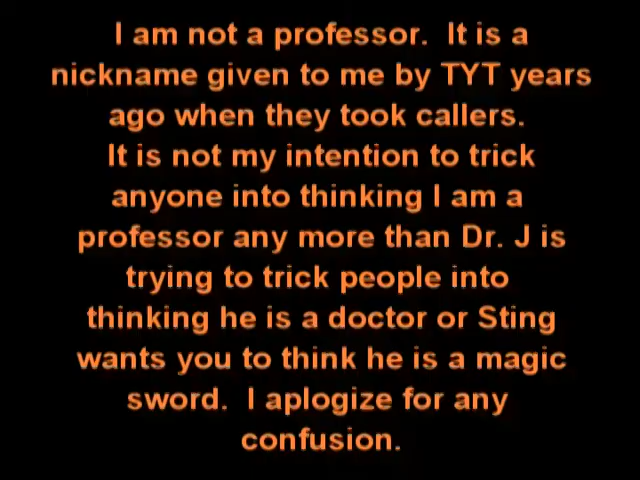 I am not a professor.  It is a
nickname given to me by TYT years
ago when they took callers.
It is not my intention to trick
anyone into thinking I am a
professor any more than Dr. J is
trying to trick people into
thinking he is a doctor or Sting
wants you to think he is a magic
sword.  I aplogize for any
confusion.